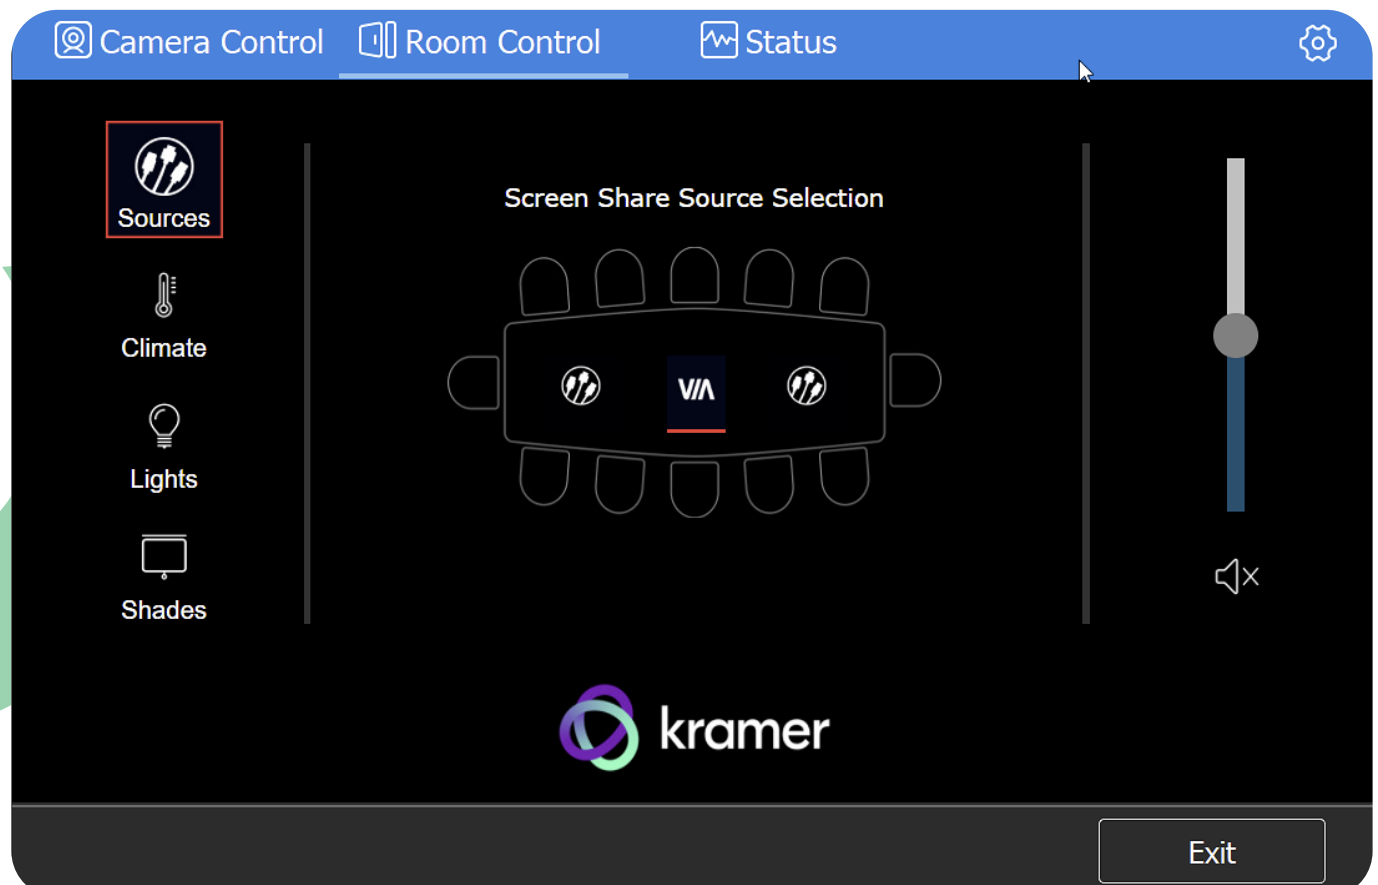 Camera Control
Room Control
Status
Sources
Climate
Lights
Shades
Screen Share Source Selection
VIA
kramer
Exit